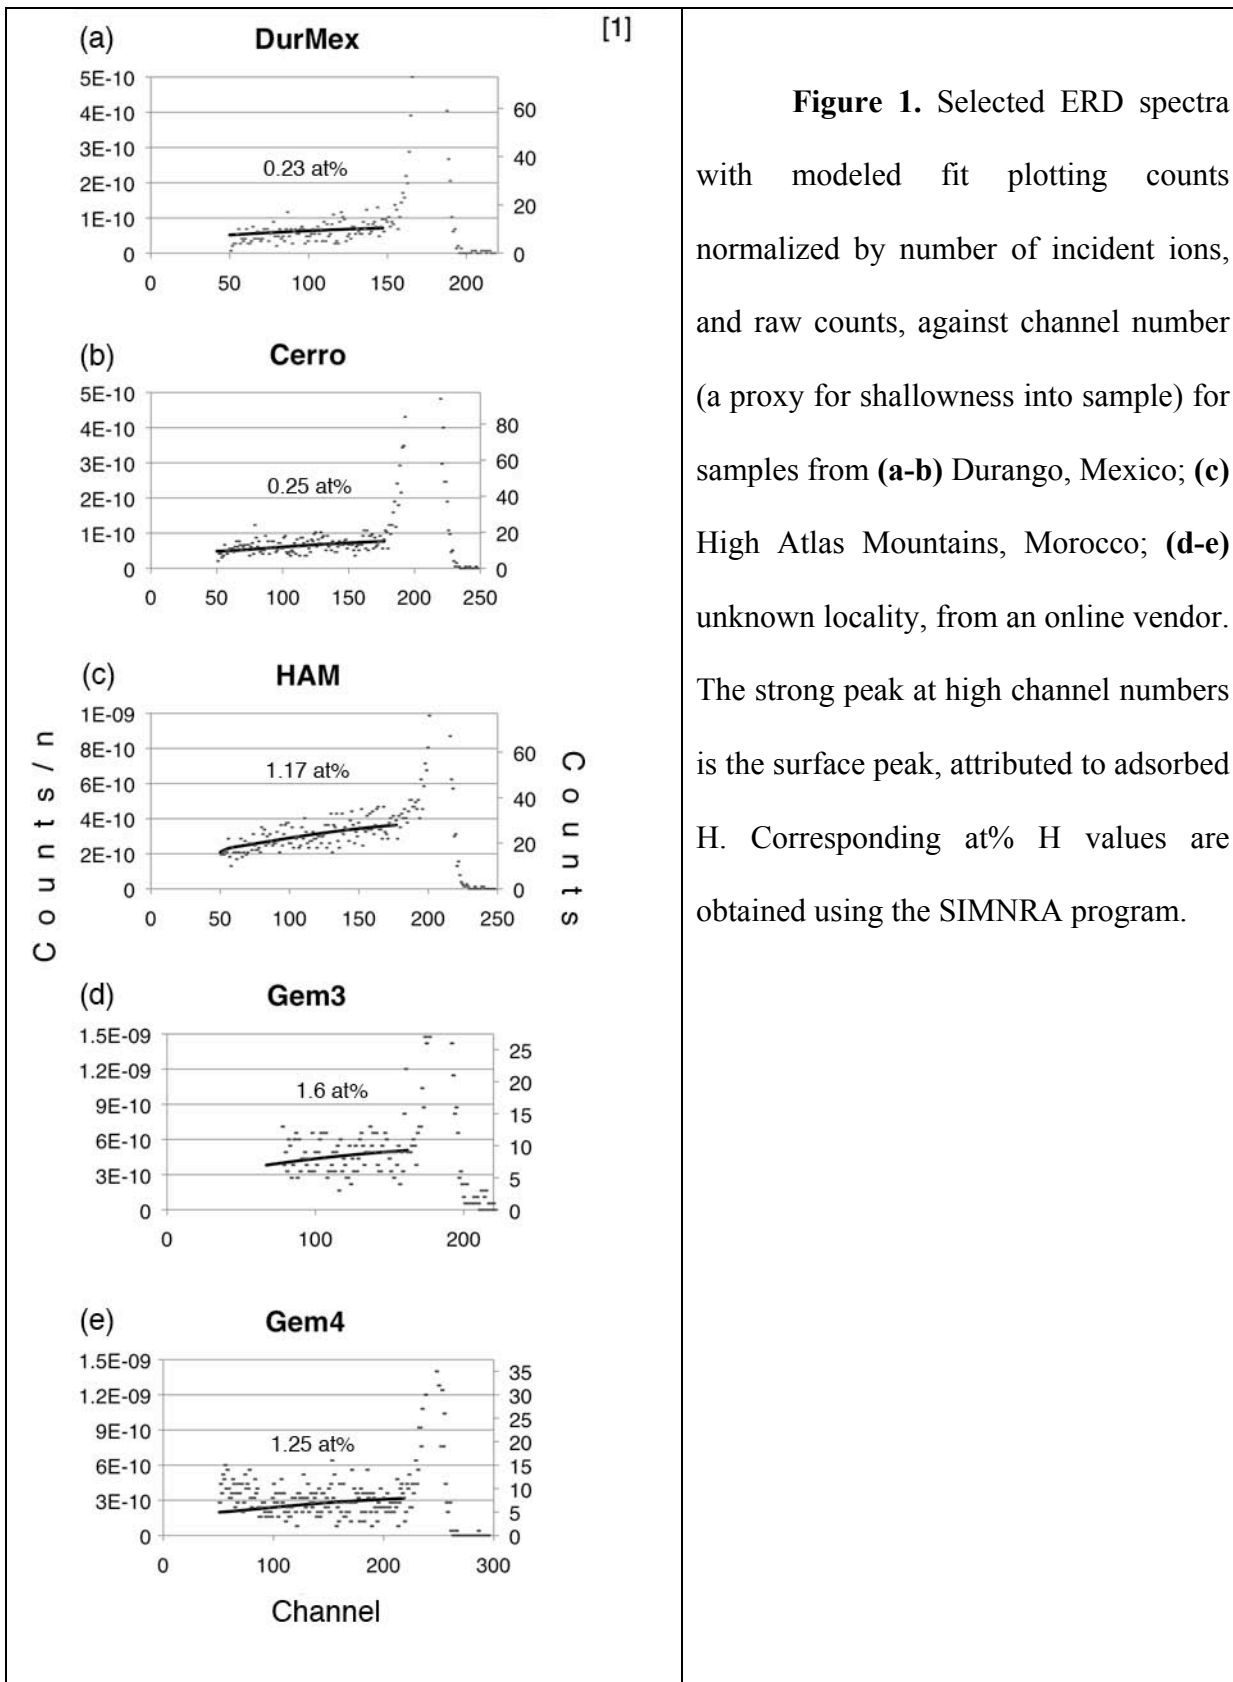 (a)
DurMex
[1]
5E-10
4E-10
3E-10
2E-10
1E-10
0
60
40
20
0
0.23 at%
0 50 100 150 200
(b)
Cerro
5E-10
4E-10
3E-10
2E-10
1E-10
0
80
60
40
20
0
0.25 at%
0 50 100 150 200 250
(c)
HAM
1E-09
8E-10
6E-10
4E-10
2E-10
0
60
40
20
0
1.17 at%
0 50 100 150 200 250
Counts/n
Counts
(d)
Gem3
1.5E-09
1.2E-09
9E-10
6E-10
3E-10
0
25
20
15
10
5
0
1.6 at%
0 100 200
(e)
Gem4
1.5E-09
1.2E-09
9E-10
6E-10
3E-10
0
35
30
25
20
15
10
5
0
1.25 at%
0 100 200 300
Channel
Figure 1. Selected ERD spectra
with modeled fit plotting counts
normalized by number of incident ions,
and raw counts, against channel number
(a proxy for shallowness into sample) for
samples from (a-b) Durango, Mexico; (c)
High Atlas Mountains, Morocco; (d-e)
unknown locality, from an online vendor.
The strong peak at high channel numbers
is the surface peak, attributed to adsorbed
H. Corresponding at% H values are
obtained using the SIMNRA program.